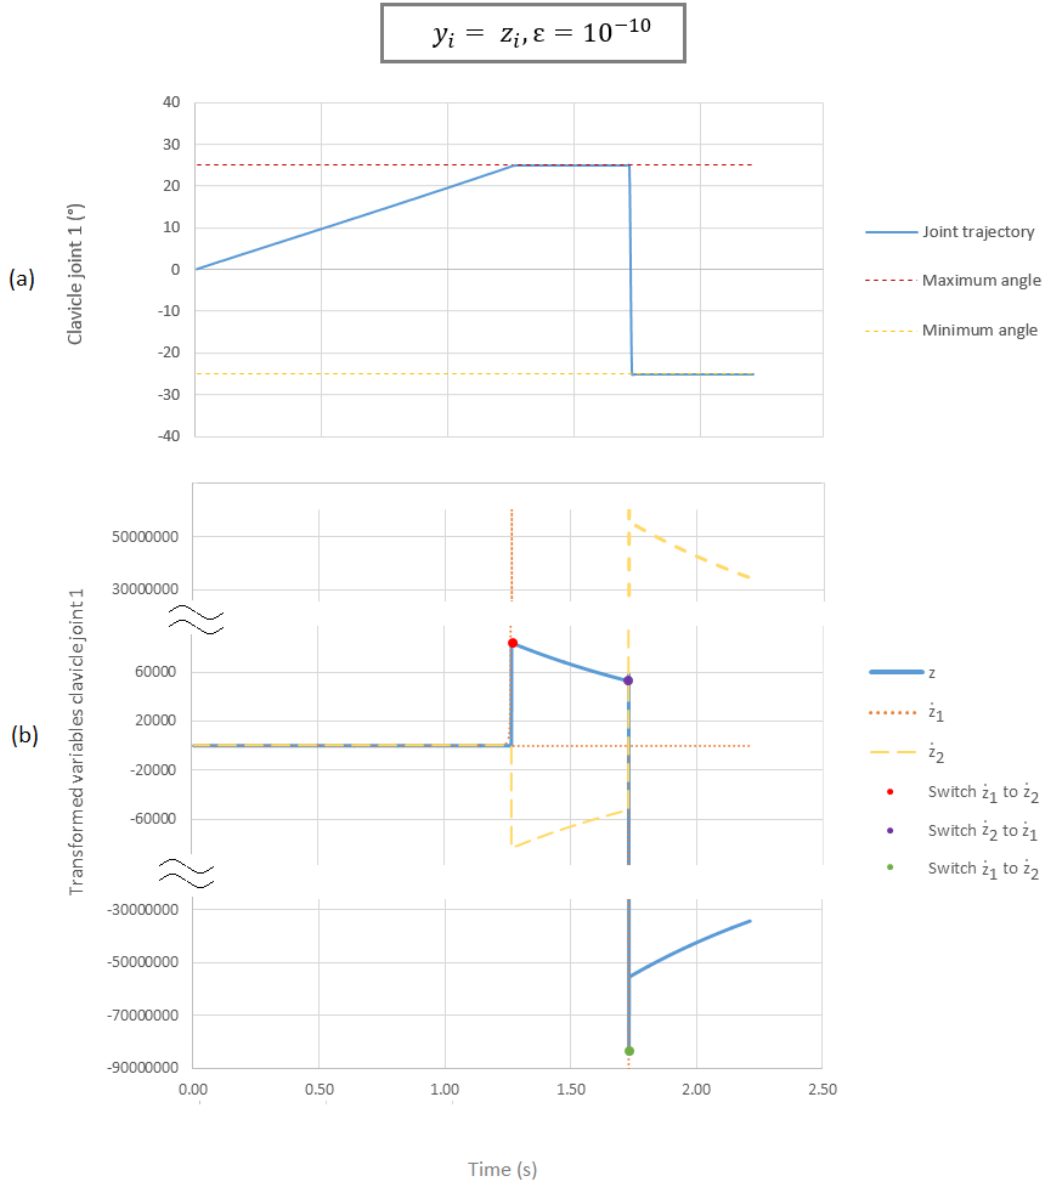 yᵢ = zᵢ, ε = 10⁻¹⁰
(a)
Clavicle joint 1 (°)
40
30
20
10
0
-10
-20
-30
-40
Joint trajectory
Maximum angle
Minimum angle
(b)
Transformed variables clavicle joint 1
50000000
30000000
60000
20000
-20000
-60000
-30000000
-50000000
-70000000
-90000000
0.00 0.50 1.00 1.50 2.00 2.50
Time (s)
z
ż₁
ż₂
Switch ż₁ to ż₂
Switch ż₂ to ż₁
Switch ż₁ to ż₂